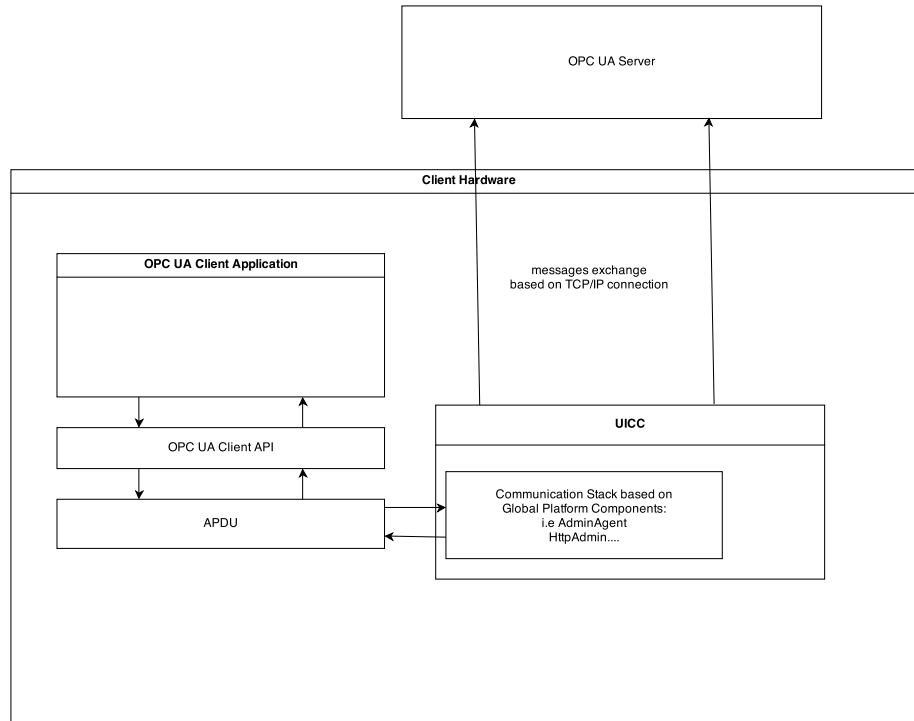 OPC UA Server
Client Hardware
OPC UA Client Application
messages exchange
based on TCP/IP connection
OPC UA Client API
APDU
UICC
Communication Stack based on
Global Platform Components:
i.e AdminAgent
HttpAdmin....